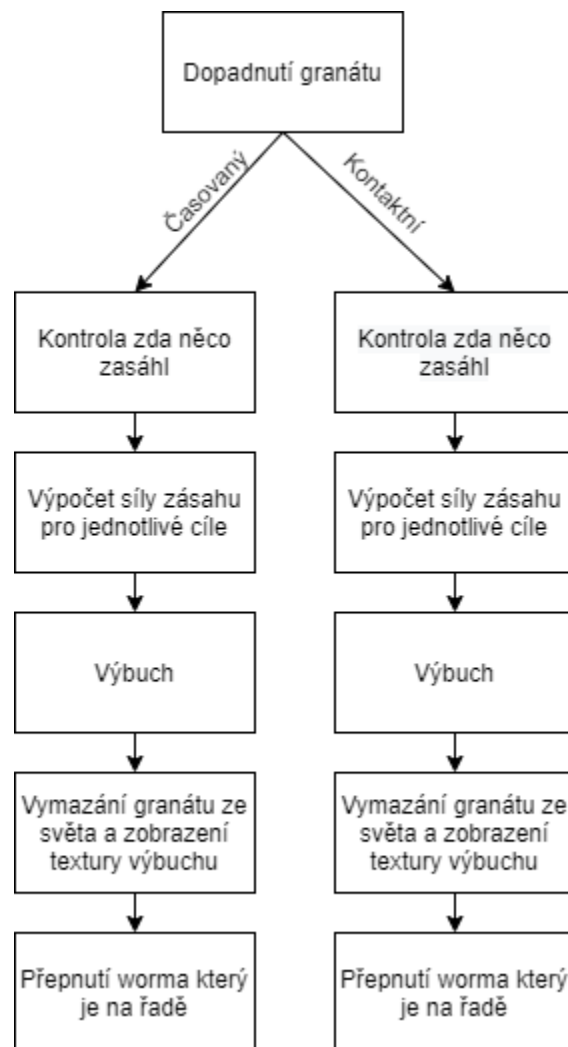 Dopadnutí granátu
Časovaný
Kontaktní
Kontrola zda něco
zasáhl
Kontrola zda něco
zasáhl
Výpočet síly zásahu
pro jednotlivé cíle
Výpočet síly zásahu
pro jednotlivé cíle
Výbuch
Výbuch
Vymazání granátu ze
světa a zobrazení
textury výbuchu
Vymazání granátu ze
světa a zobrazení
textury výbuchu
Přepnutí worma který
je na řadě
Přepnutí worma který
je na řadě